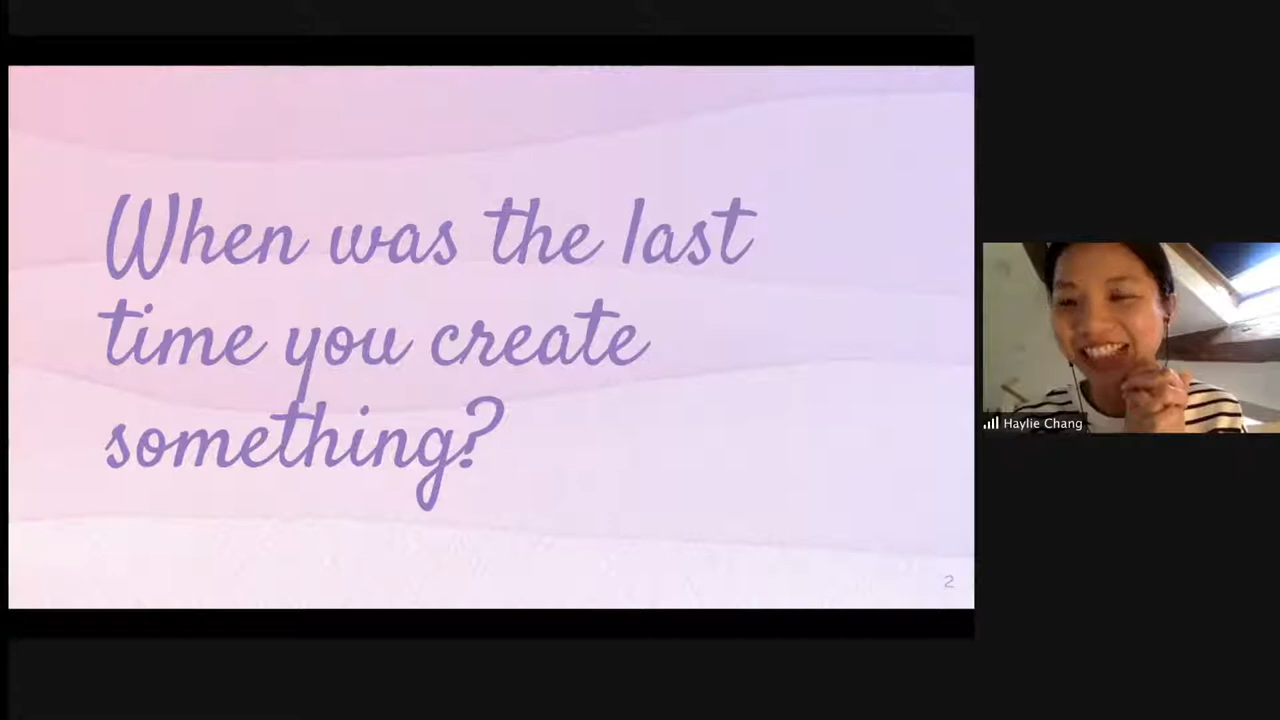 When was the last
time you create
something?
2
Haylie Chang